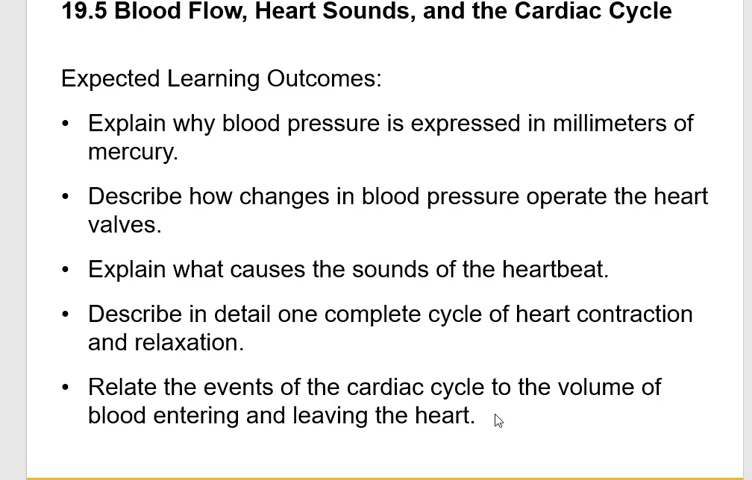 19.5 Blood Flow, Heart Sounds, and the Cardiac Cycle
Expected Learning Outcomes:
• Explain why blood pressure is expressed in millimeters of
mercury.
• Describe how changes in blood pressure operate the heart
valves.
• Explain what causes the sounds of the heartbeat.
• Describe in detail one complete cycle of heart contraction
and relaxation.
• Relate the events of the cardiac cycle to the volume of
blood entering and leaving the heart.